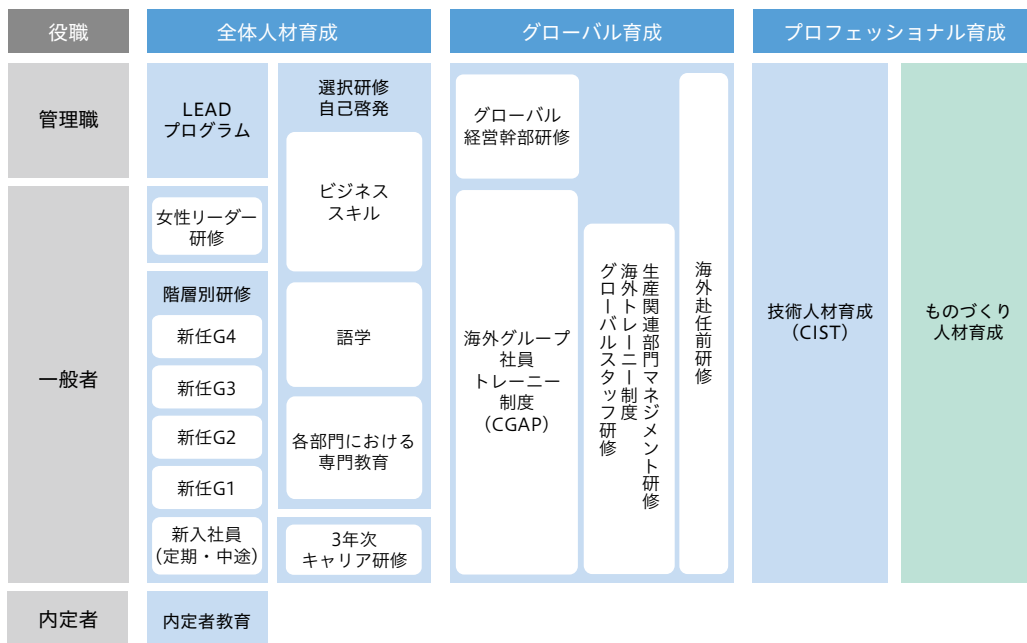 役職
全体人材育成
グローバル育成
プロフェッショナル育成
管理職
一般者
内定者
LEAD
プログラム
女性リーダー
研修
階層別研修
新任G4
新任G3
新任G2
新任G1
新入社員
(定期・中途)
内定者教育
選択研修
自己啓発
ビジネス
スキル
語学
各部門における
専門教育
3年次
キャリア研修
グローバル
経営幹部研修
海外グループ
社員
トレーニー
制度
(CGAP)
生産関連部門マネジメント研修
海外トレーニー制度
グローバルスタッフ研修
海外赴任前研修
技術人材育成
(CIST)
ものづくり
人材育成